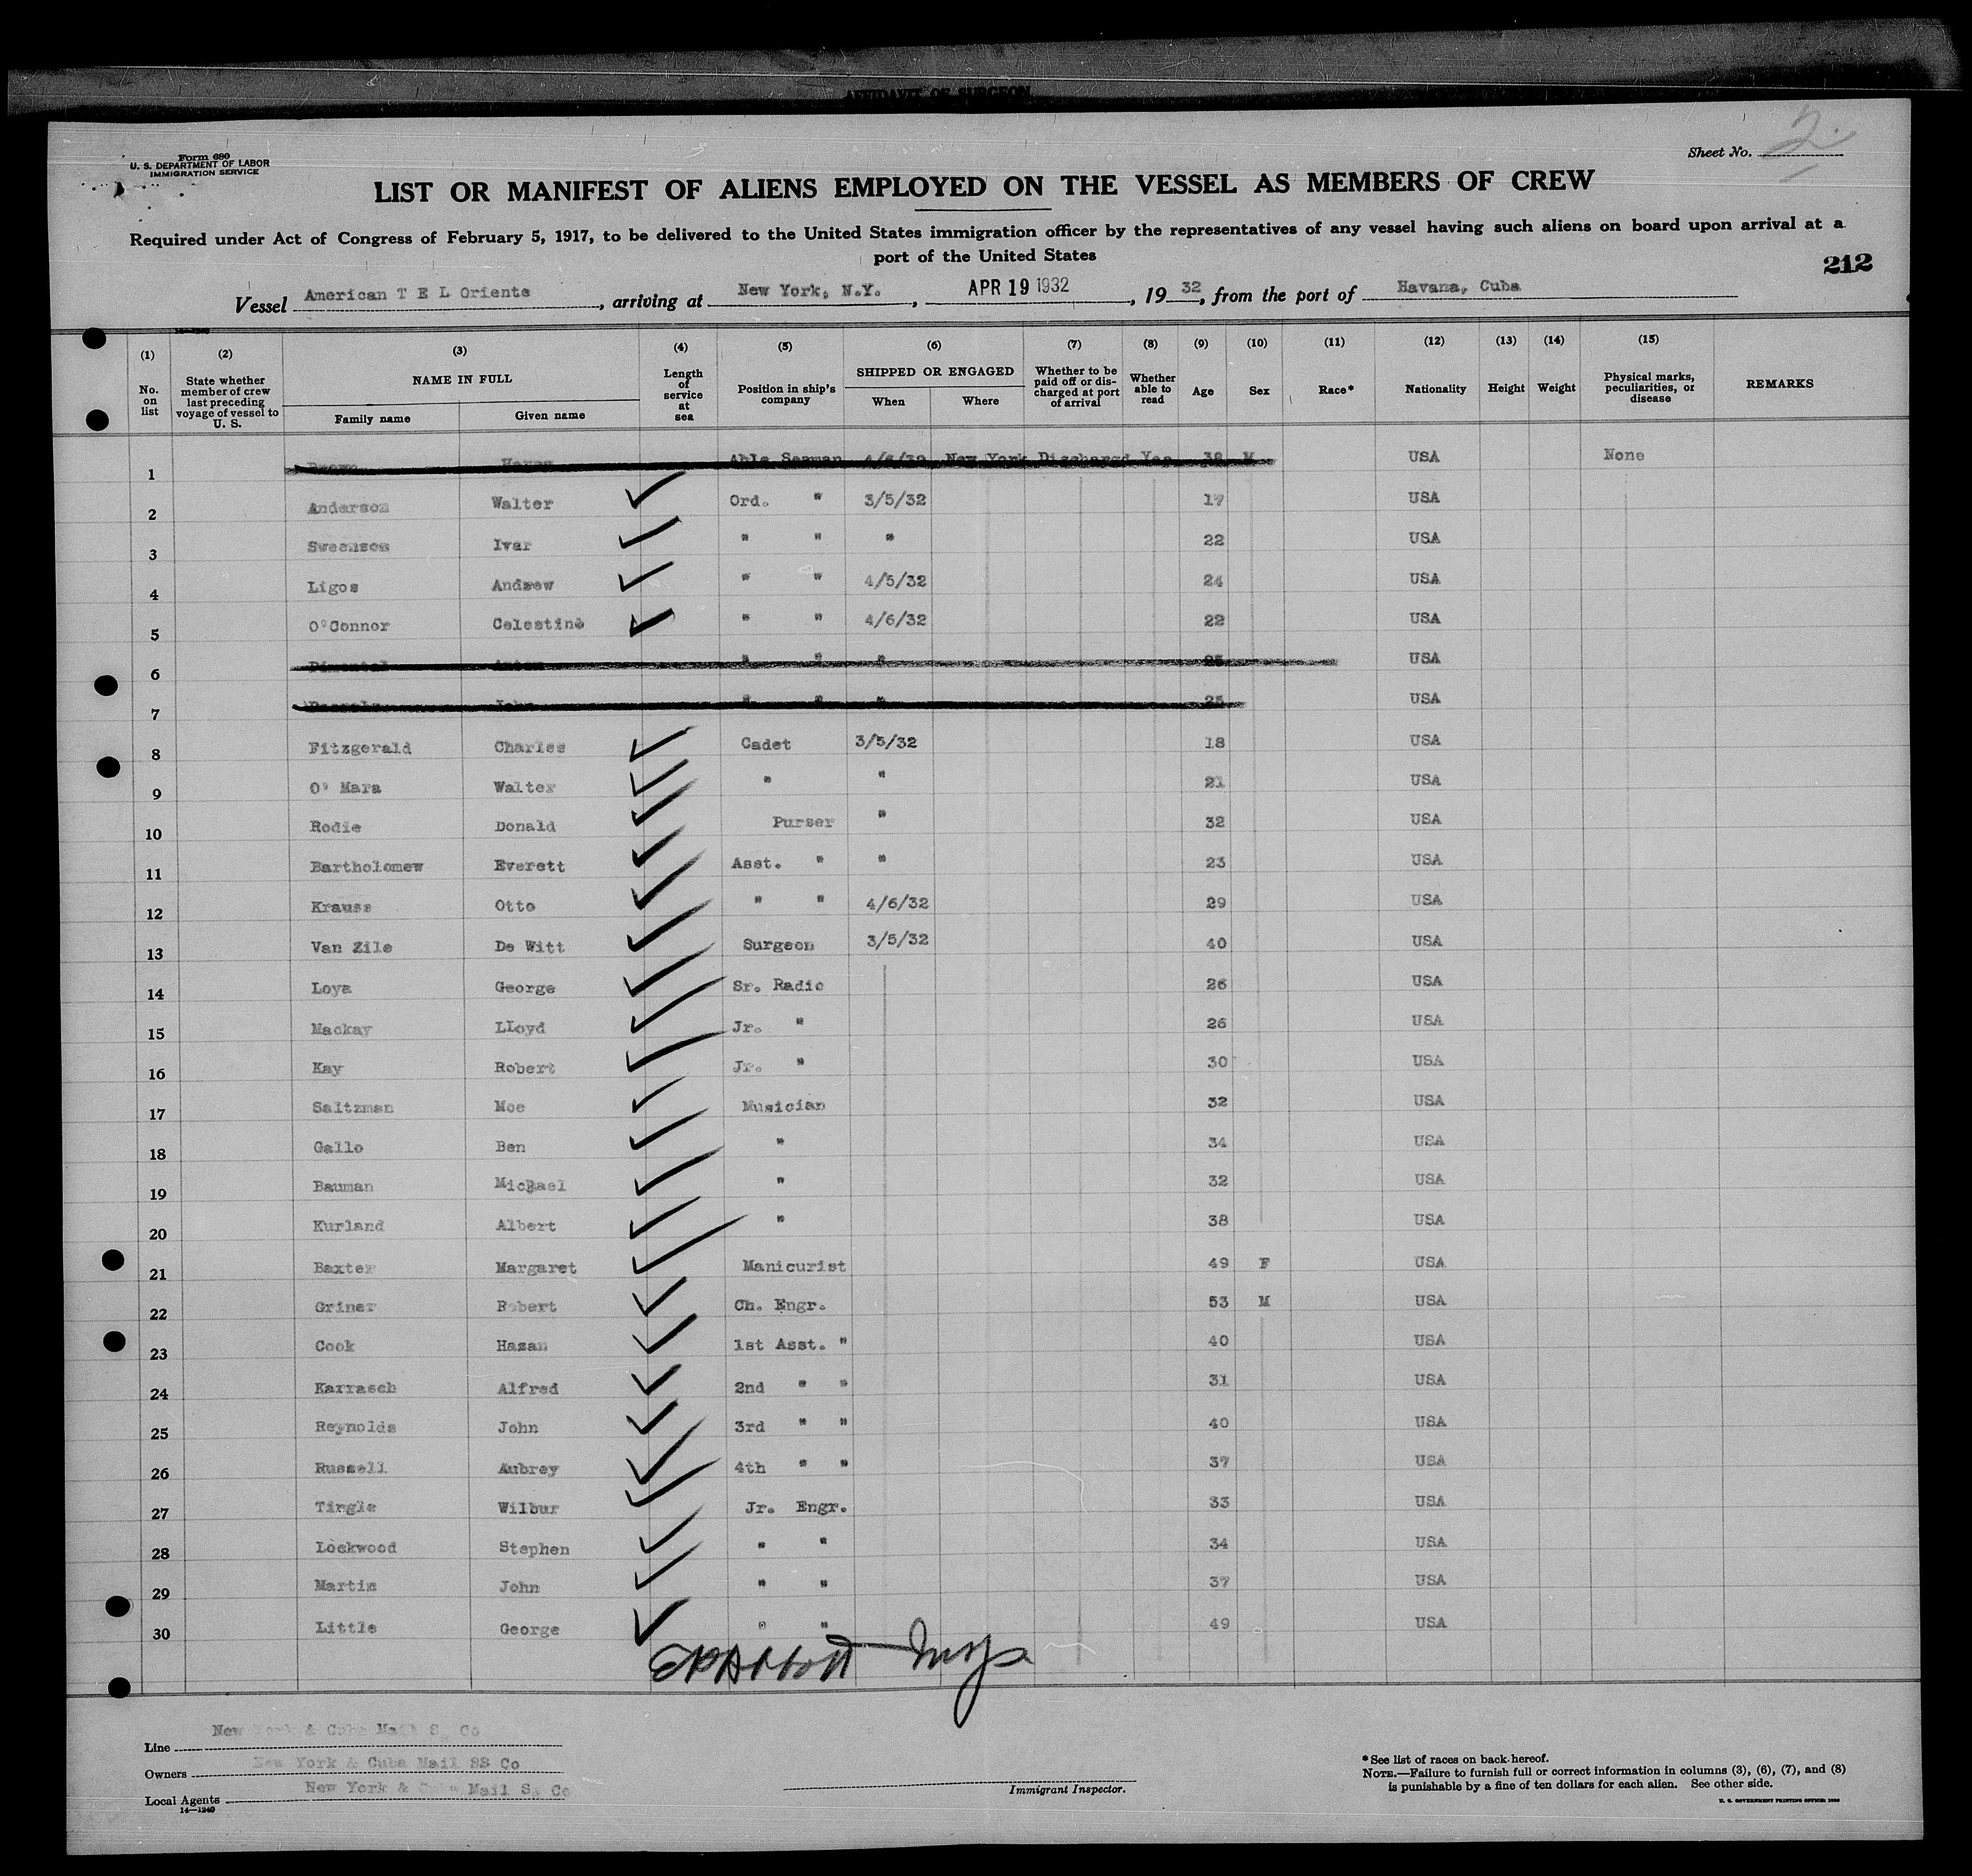 AFFIDAVIT OF SURGEON
Form 680
U. S. DEPARTMENT OF LABOR
IMMIGRATION SERVICE
Sheet No. 2.
LIST OR MANIFEST OF ALIENS EMPLOYED ON THE VESSEL AS MEMBERS OF CREW
Required under Act of Congress of February 5, 1917, to be delivered to the United States immigration officer by the representatives of any vessel having such aliens on board upon arrival at a
port of the United States
212
Vessel American T E L Oriente, arriving at New York, N.Y., APR 19 1932, 19 32, from the port of Havana, Cuba
(1) (2) (3) (4) (5) (6) (7) (8) (9) (10) (11) (12) (13) (14) (15)
No. on list State whether member of crew last preceding voyage of vessel to U. S. NAME IN FULL Family name Given name Length of service at sea Position in ship's company SHIPPED OR ENGAGED When Where Whether to be paid off or discharged at port of arrival Whether able to read Age Sex Race* Nationality Height Weight Physical marks, peculiarities, or disease REMARKS
1 Able Seaman 4/6/32 New York Discharged Yes 38 M USA None
2 Anderson Walter Ord. " 3/5/32 17 USA
3 Sweenson Ivar " " " 22 USA
4 Ligos Andrew " " 4/5/32 24 USA
5 O'Connor Celestine " " 4/6/32 22 USA
6 " " " 25 USA
7 John " " " 25 USA
8 Fitzgerald Charles Cadet 3/5/32 18 USA
9 O' Mara Walter " " 21 USA
10 Rodie Donald Purser " 32 USA
11 Bartholomew Everett Asst. " " 23 USA
12 Krauss Otto " " 4/6/32 29 USA
13 Van Zile De Witt Surgeon 3/5/32 40 USA
14 Loya George Sr. Radio 26 USA
15 Mackay LLoyd Jr. " 26 USA
16 Kay Robert Jr. " 30 USA
17 Saltzman Moe Musician 32 USA
18 Gallo Ben " 34 USA
19 Bauman Michael " 32 USA
20 Kurland Albert " 38 USA
21 Baxter Margaret Manicurist 49 F USA
22 Griner Robert Ch. Engr. 53 M USA
23 Cook Hazan 1st Asst. " 40 USA
24 Karrasch Alfred 2nd " " 31 USA
25 Reynolds John 3rd " " 40 USA
26 Russell Aubrey 4th " " 37 USA
27 Tingle Wilbur Jr. Engr. 33 USA
28 Lockwood Stephen " " 34 USA
29 Martin John " " 37 USA
30 Little George " " 49 USA
Line New York & Cuba Mail S. Co
Owners New York & Cuba Mail SS Co
Local Agents New York & Cuba Mail S. Co
14—1240
Immigrant Inspector.
* See list of races on back hereof.
NOTE.—Failure to furnish full or correct information in columns (3), (6), (7), and (8)
is punishable by a fine of ten dollars for each alien. See other side.
U. S. GOVERNMENT PRINTING OFFICE: 1930